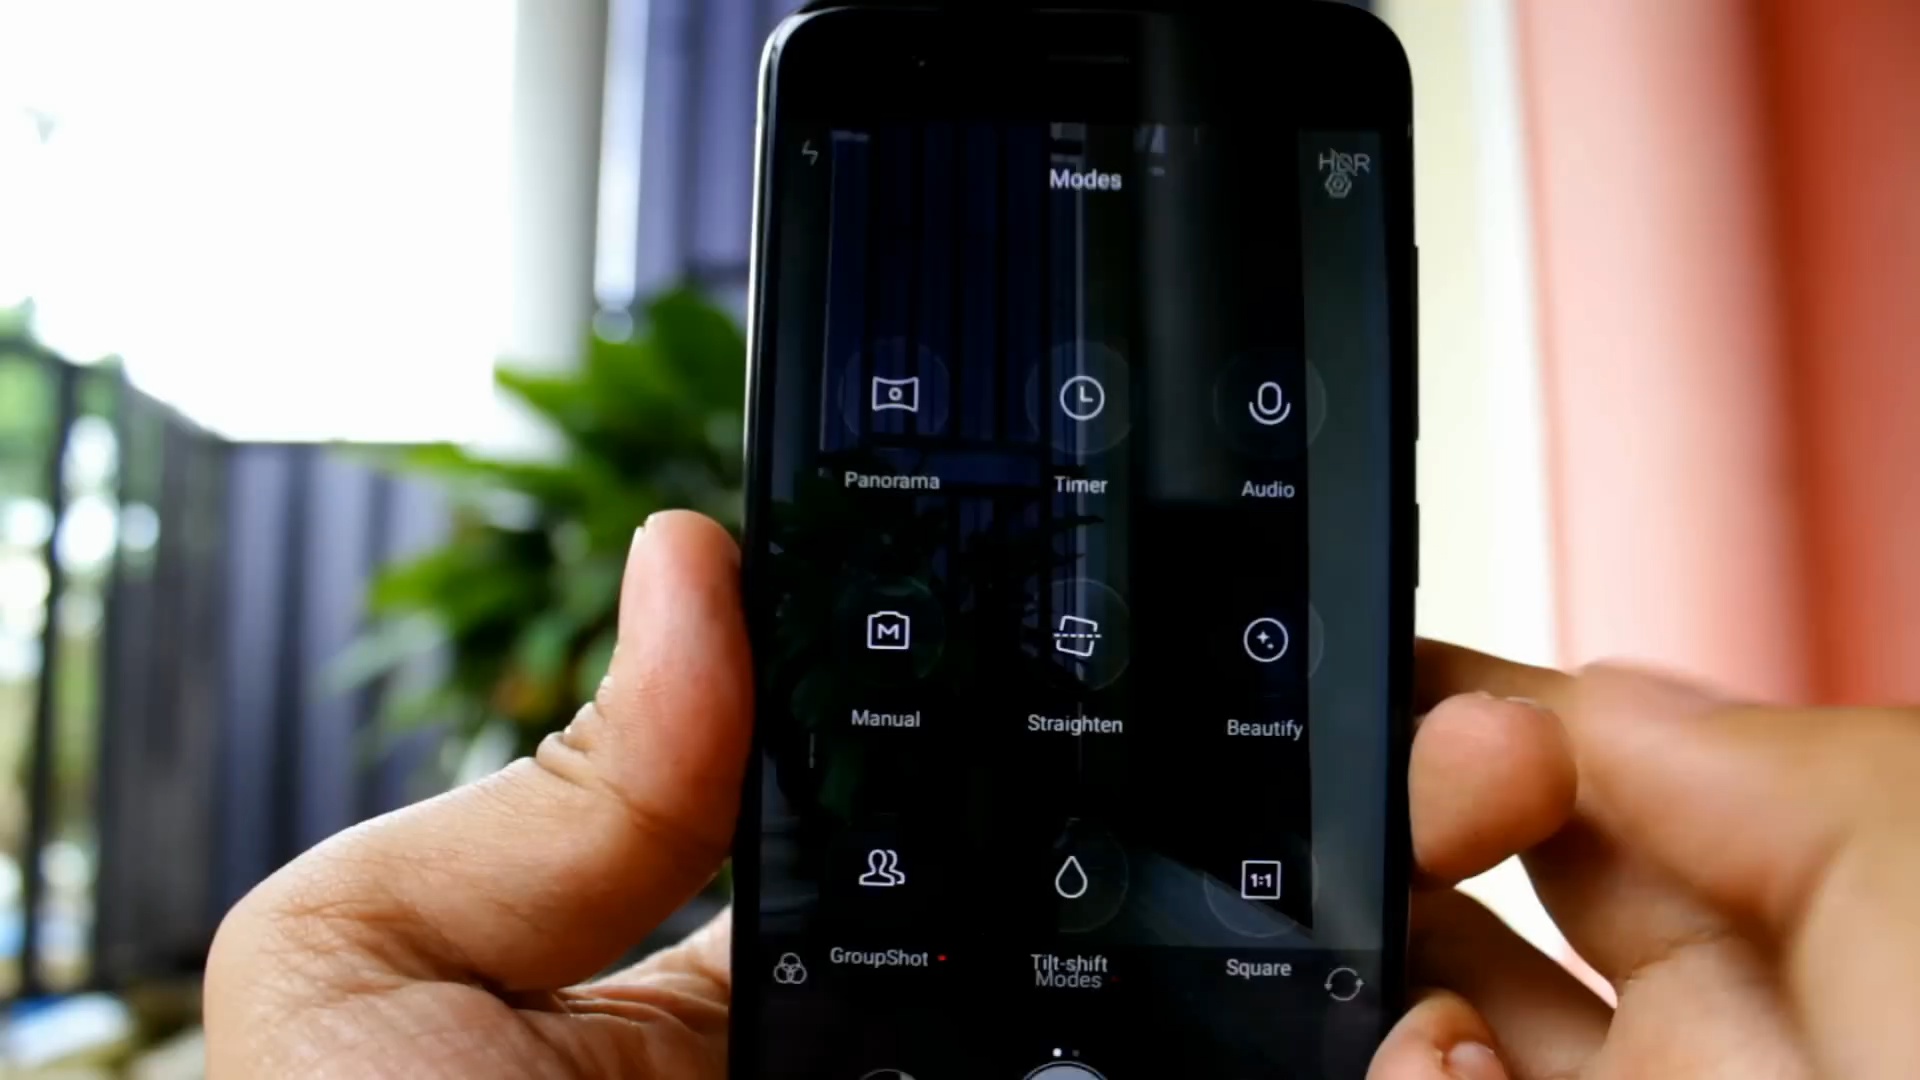 HDR
Modes
Panorama
Timer
Audio
M
Manual
Straighten
Beautify
1:1
GroupShot
Tilt-shift
Square
Modes